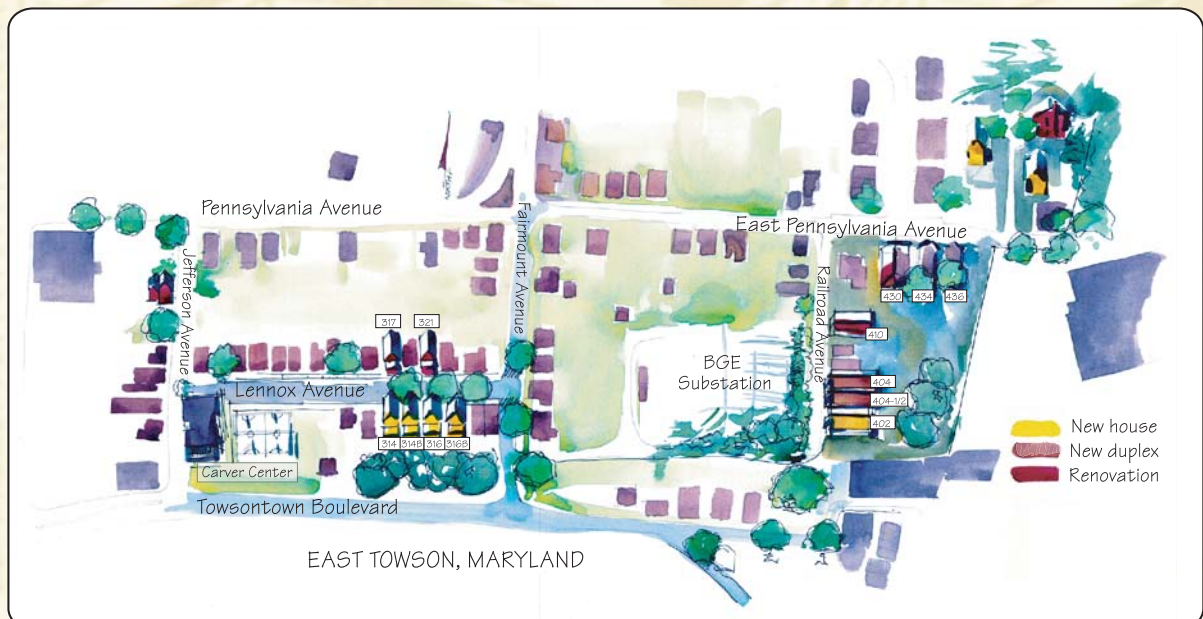 Pennsylvania Avenue
East Pennsylvania Avenue
Jefferson Avenue
Fairmount Avenue
Railroad Avenue
430
434
436
317
321
410
BGE
Substation
Lennox Avenue
404
404-1/2
402
314
314B
316
316B
Carver Center
Towsontown Boulevard
New house
New duplex
Renovation
EAST TOWSON, MARYLAND